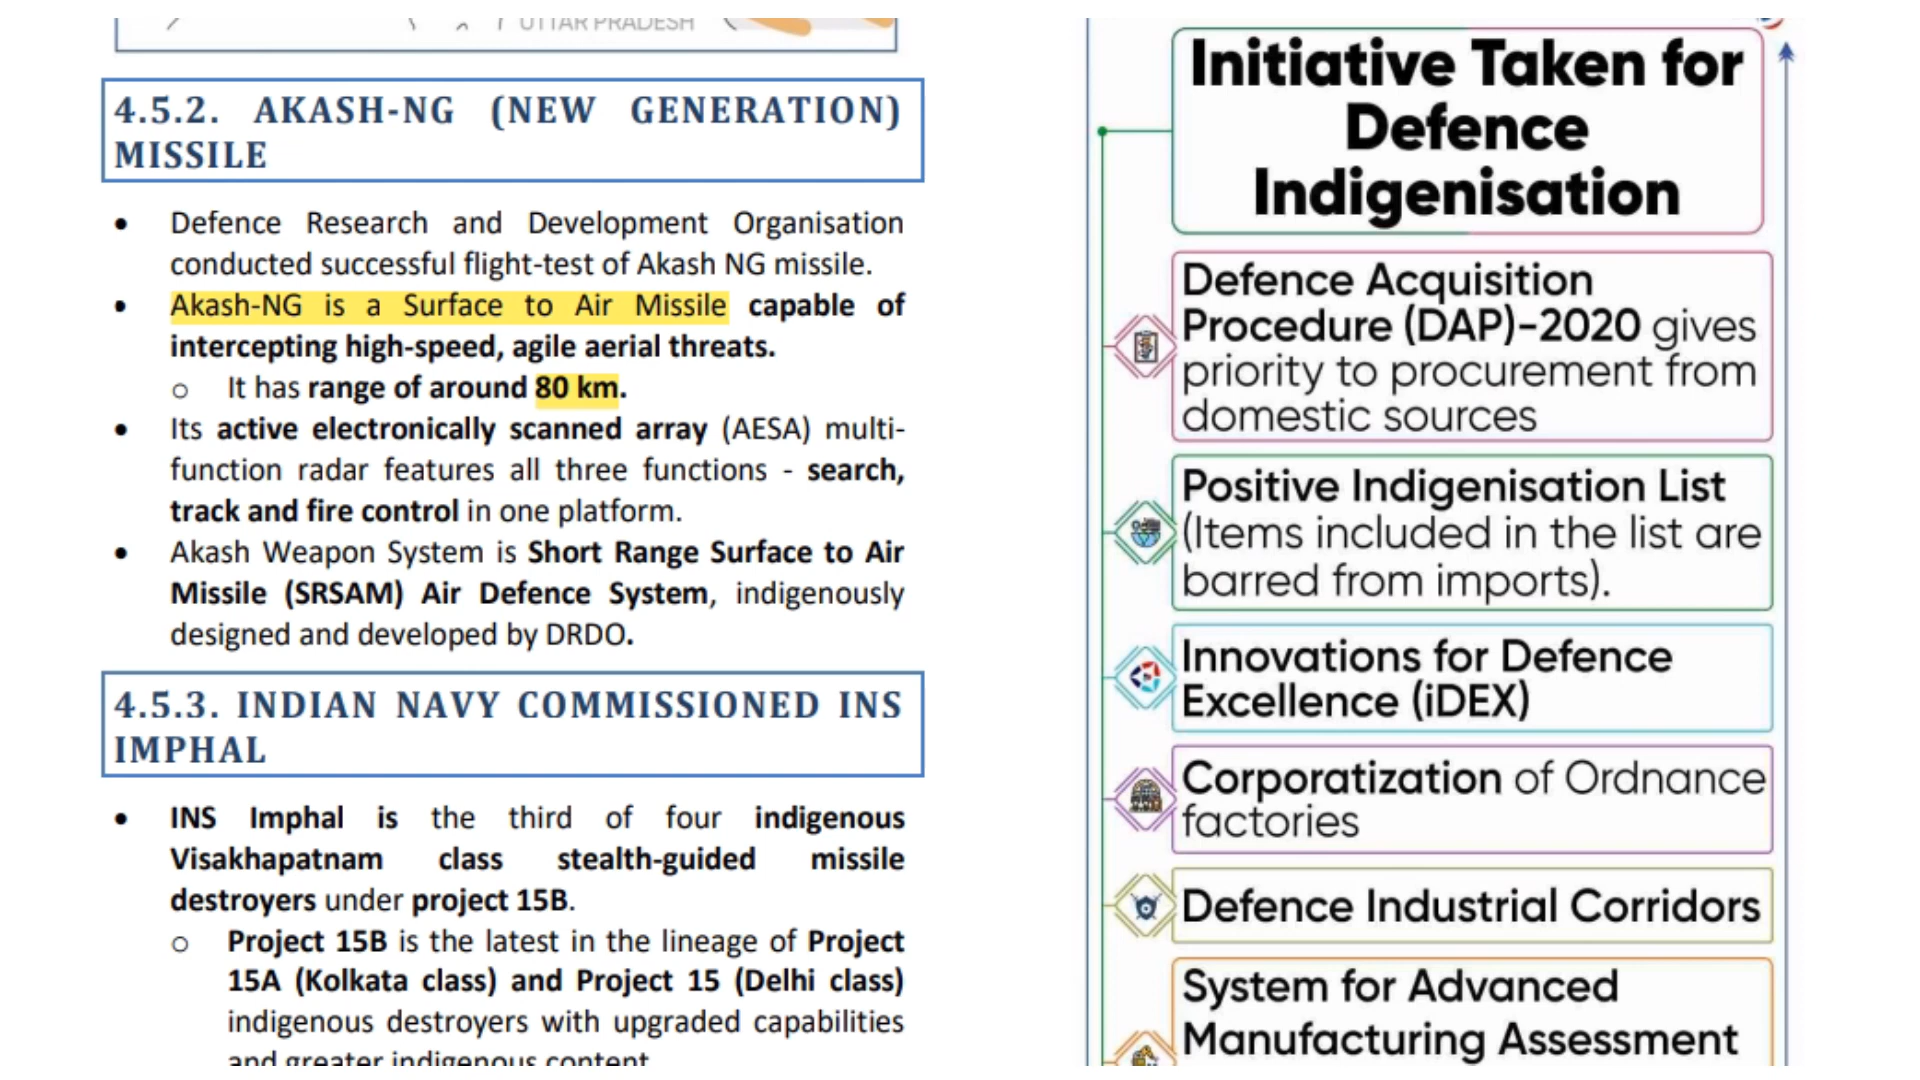 UTTAR PRADESH
4.5.2. AKASH-NG (NEW GENERATION)
MISSILE
• Defence Research and Development Organisation
conducted successful flight-test of Akash NG missile.
• Akash-NG is a Surface to Air Missile capable of
intercepting high-speed, agile aerial threats.
o It has range of around 80 km.
• Its active electronically scanned array (AESA) multi-
function radar features all three functions - search,
track and fire control in one platform.
• Akash Weapon System is Short Range Surface to Air
Missile (SRSAM) Air Defence System, indigenously
designed and developed by DRDO.
4.5.3. INDIAN NAVY COMMISSIONED INS
IMPHAL
• INS Imphal is the third of four indigenous
Visakhapatnam class stealth-guided missile
destroyers under project 15B.
o Project 15B is the latest in the lineage of Project
15A (Kolkata class) and Project 15 (Delhi class)
indigenous destroyers with upgraded capabilities
and greater indigenous content
Initiative Taken for
Defence
Indigenisation
Defence Acquisition
Procedure (DAP)-2020 gives
priority to procurement from
domestic sources
Positive Indigenisation List
(Items included in the list are
barred from imports).
Innovations for Defence
Excellence (iDEX)
Corporatization of Ordnance
factories
Defence Industrial Corridors
System for Advanced
Manufacturing Assessment